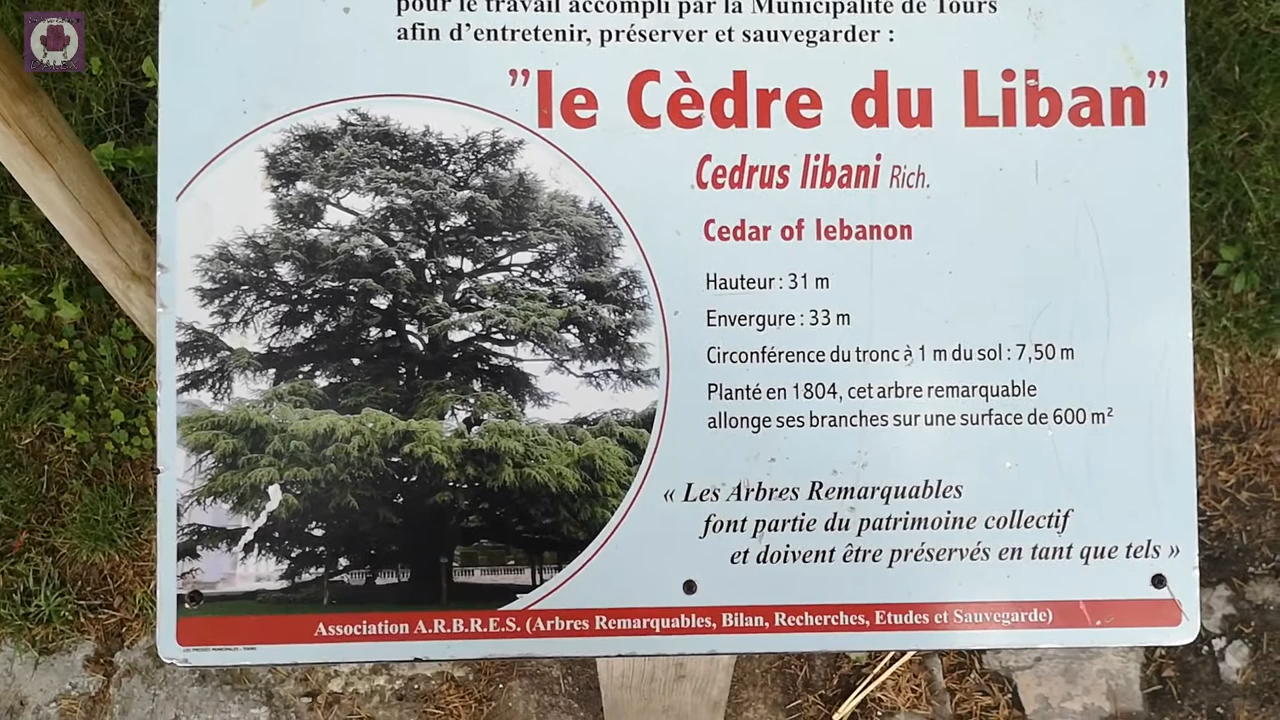 pour le travail accompli par la Municipalité de Tours
afin d'entretenir, préserver et sauvegarder :
"le Cèdre du Liban"
Cedrus libani Rich.
Cedar of lebanon
Hauteur : 31 m
Envergure : 33 m
Circonférence du tronc à 1 m du sol : 7,50 m
Planté en 1804, cet arbre remarquable
allonge ses branches sur une surface de 600 m²
« Les Arbres Remarquables
font partie du patrimoine collectif
et doivent être préservés en tant que tels »
Association A.R.B.R.E.S. (Arbres Remarquables, Bilan, Recherches, Etudes et Sauvegarde)